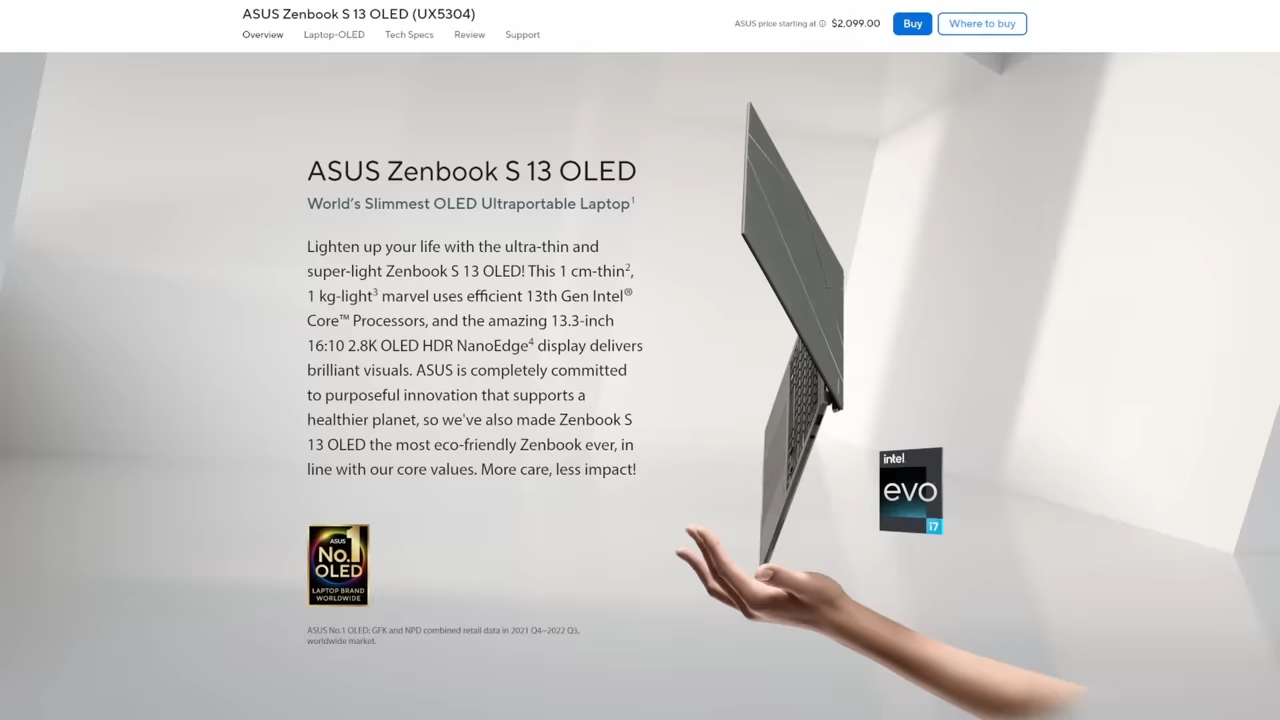 ASUS Zenbook S 13 OLED (UX5304)
Overview Laptop-OLED Tech Specs Review Support
ASUS price starting at ⓘ $2,099.00 Buy Where to buy
ASUS Zenbook S 13 OLED
World's Slimmest OLED Ultraportable Laptop¹
Lighten up your life with the ultra-thin and
super-light Zenbook S 13 OLED! This 1 cm-thin²,
1 kg-light³ marvel uses efficient 13th Gen Intel®
Core™ Processors, and the amazing 13.3-inch
16:10 2.8K OLED HDR NanoEdge⁴ display delivers
brilliant visuals. ASUS is completely committed
to purposeful innovation that supports a
healthier planet, so we've also made Zenbook S
13 OLED the most eco-friendly Zenbook ever, in
line with our core values. More care, less impact!
intel
evo
i7
ASUS
No.1
OLED
LAPTOP BRAND
WORLDWIDE
ASUS No.1 OLED: GFK and NPD combined retail data in 2021 Q4–2022 Q3,
worldwide market.